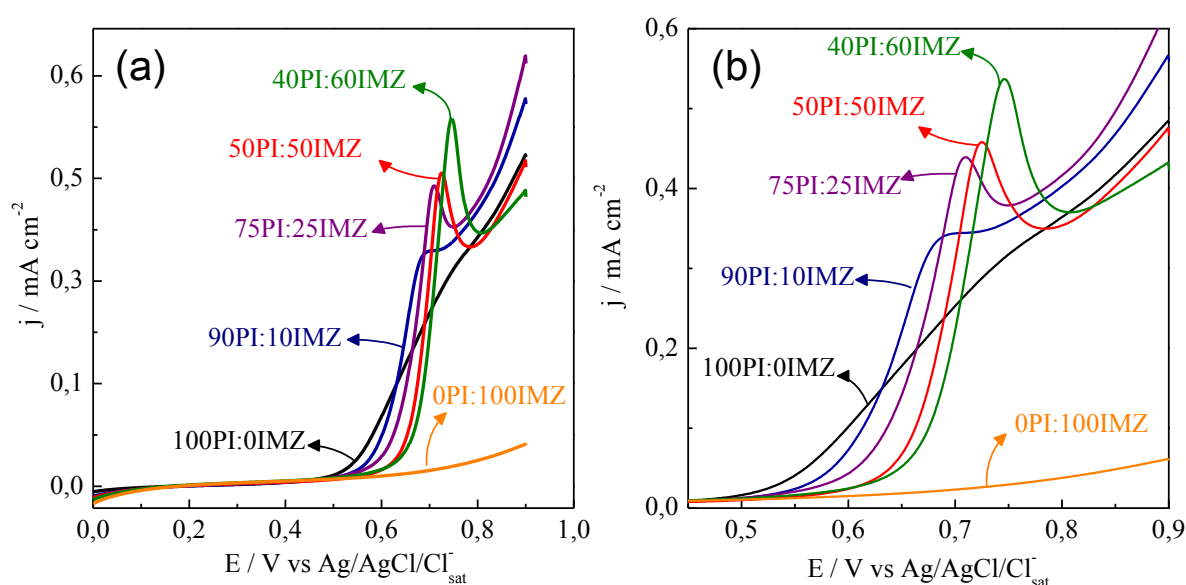 (a)
0,6
0,5
0,3
0,1
0,0
j / mA cm-2
40PI:60IMZ
50PI:50IMZ
75PI:25IMZ
90PI:10IMZ
0PI:100IMZ
100PI:0IMZ
0,0 0,2 0,4 0,6 0,8 1,0
E / V vs Ag/AgCl/Cl-sat
(b)
0,6
0,4
0,2
0,0
j / mA cm-2
40PI:60IMZ
50PI:50IMZ
75PI:25IMZ
90PI:10IMZ
100PI:0IMZ
0PI:100IMZ
0,5 0,6 0,7 0,8 0,9
E / V vs Ag/AgCl/Cl-sat